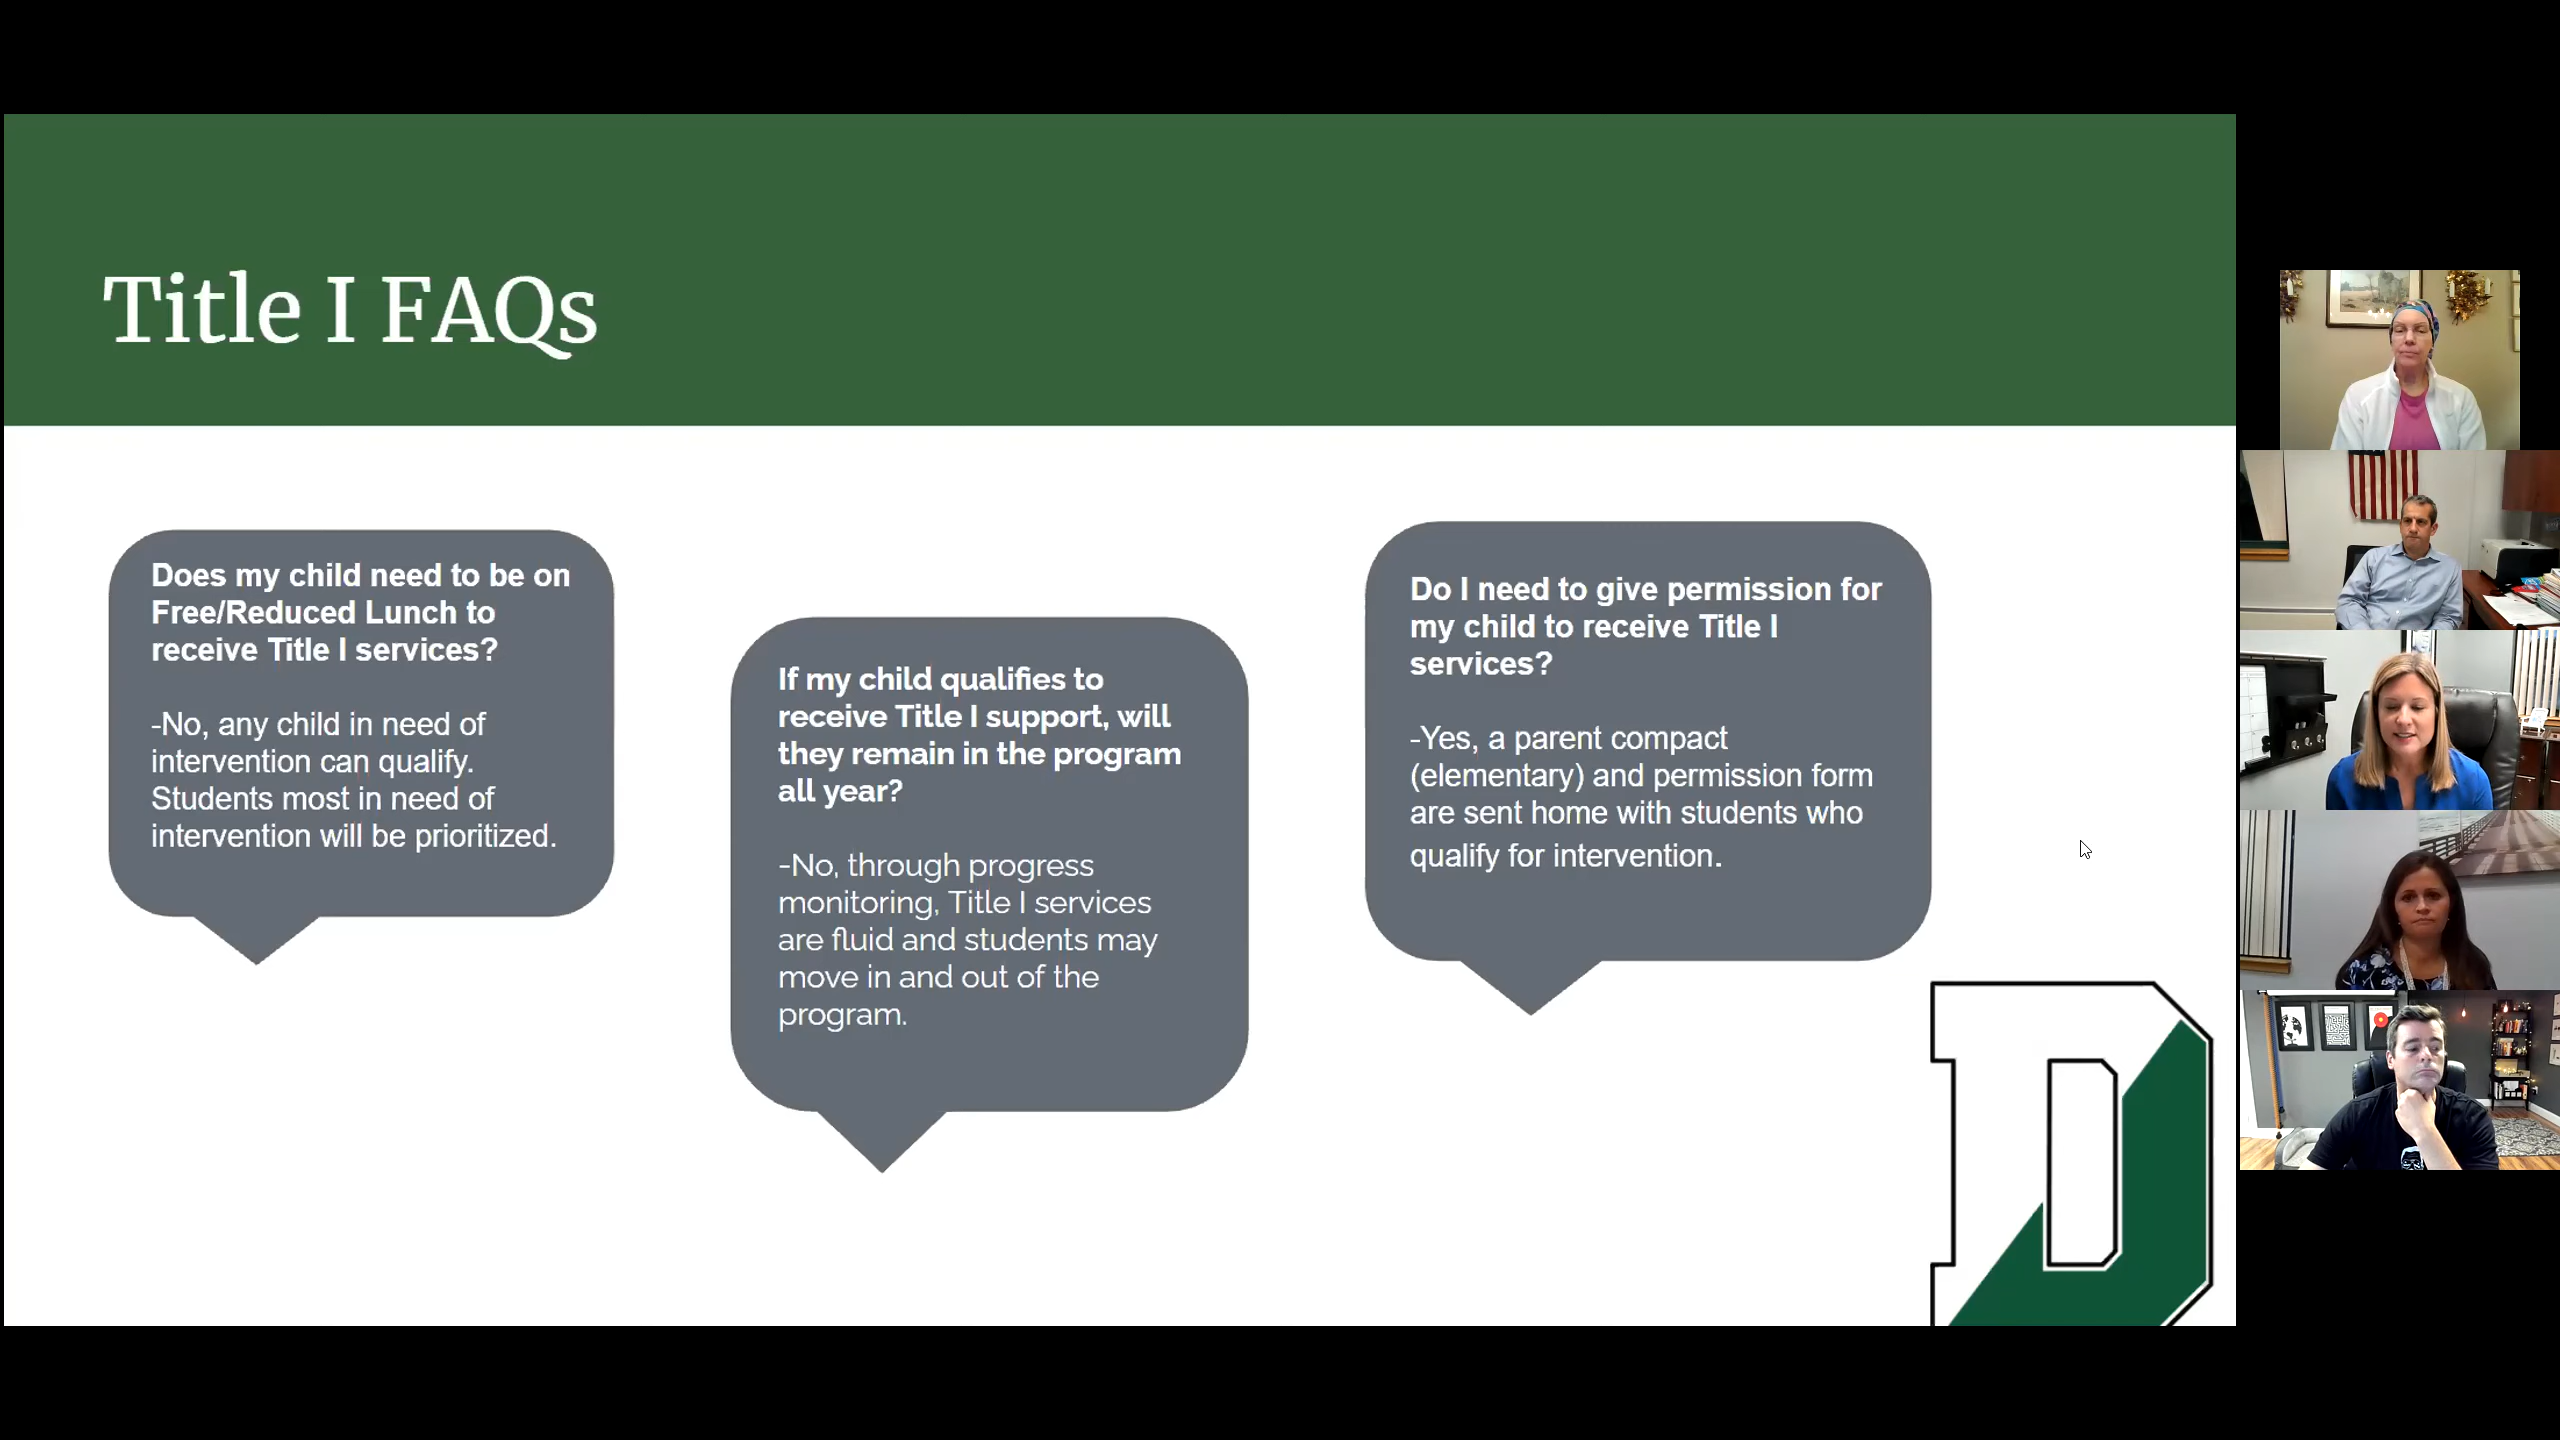 Title I FAQs
Does my child need to be on
Free/Reduced Lunch to
receive Title I services?
-No, any child in need of
intervention can qualify.
Students most in need of
intervention will be prioritized.
If my child qualifies to
receive Title I support, will
they remain in the program
all year?
-No, through progress
monitoring, Title I services
are fluid and students may
move in and out of the
program.
Do I need to give permission for
my child to receive Title I
services?
-Yes, a parent compact
(elementary) and permission form
are sent home with students who
qualify for intervention.
D